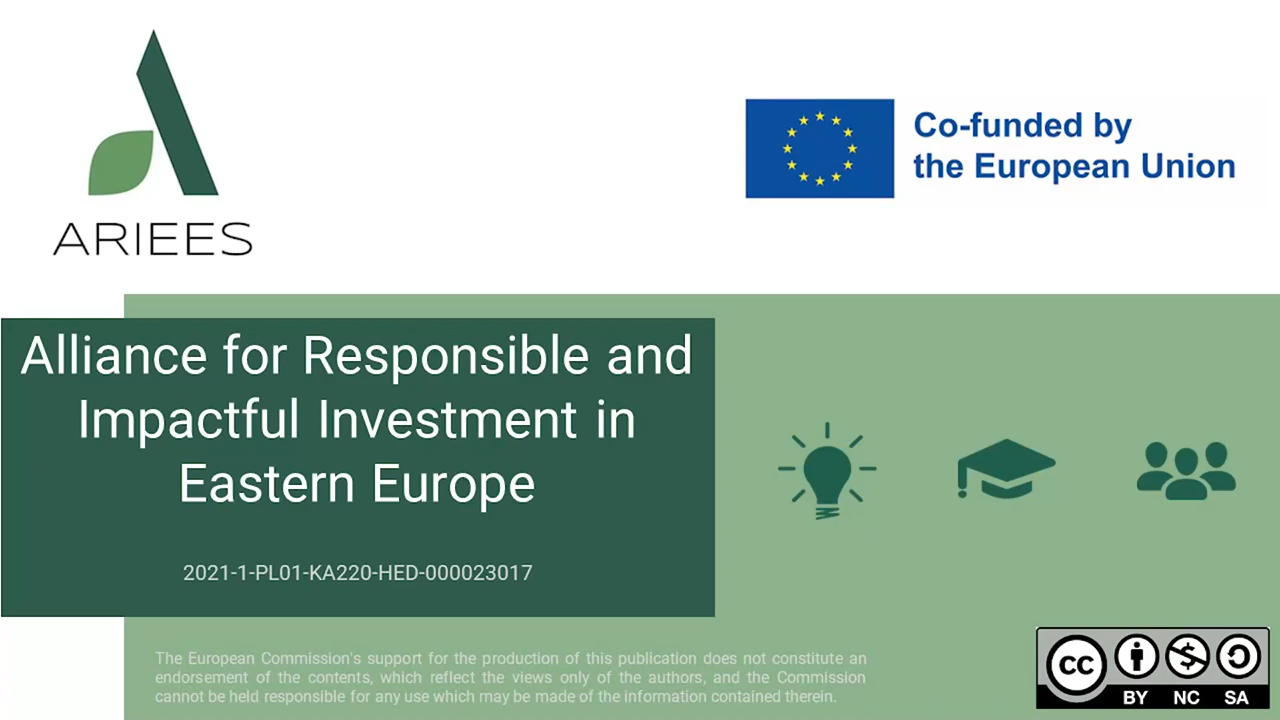 ARIEES
Co-funded by
the European Union
Alliance for Responsible and
Impactful Investment in
Eastern Europe
2021-1-PL01-KA220-HED-000023017
The European Commission's support for the production of this publication does not constitute an
endorsement of the contents, which reflect the views only of the authors, and the Commission
cannot be held responsible for any use which may be made of the information contained therein.
cc
BY NC SA